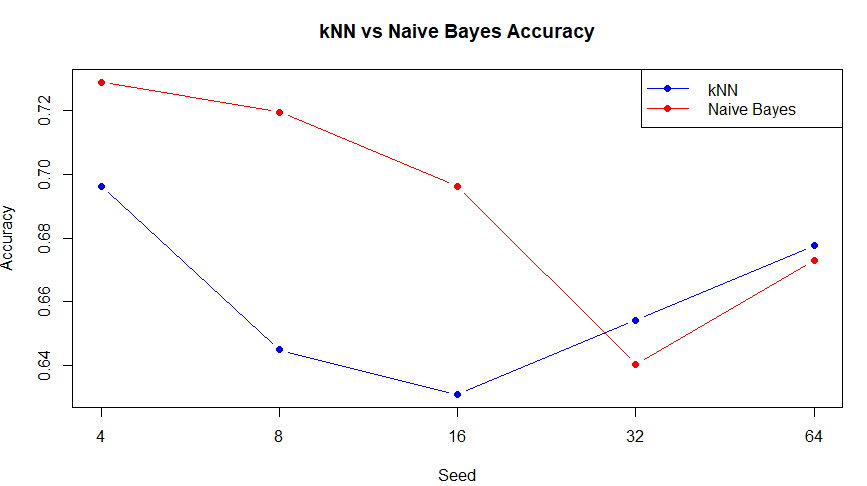 kNN vs Naive Bayes Accuracy
kNN
Naive Bayes
Accuracy
0.72
0.70
0.68
0.66
0.64
4 8 16 32 64
Seed